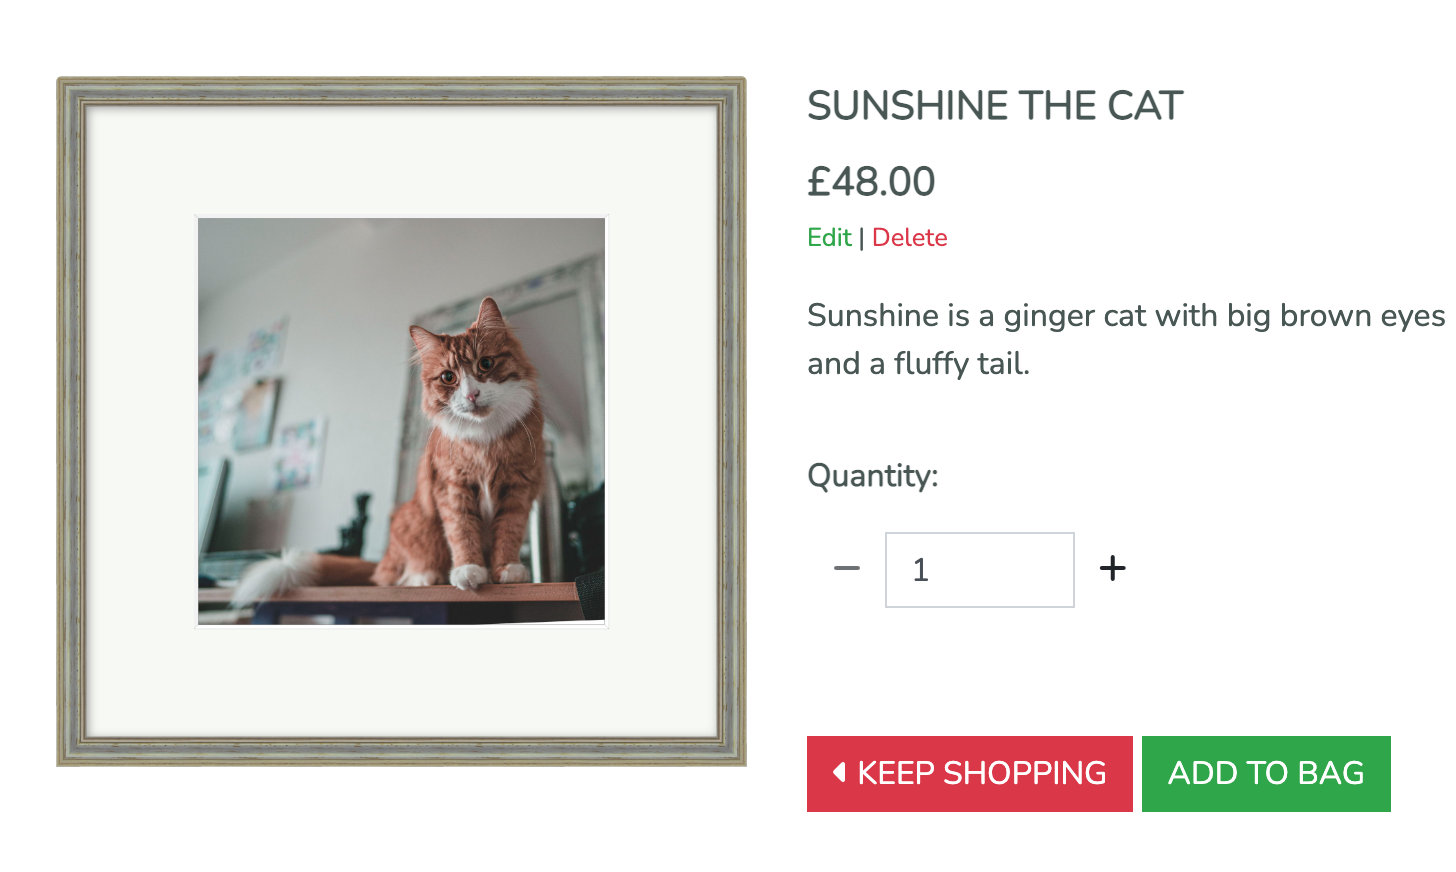 SUNSHINE THE CAT
£48.00
Edit | Delete
Sunshine is a ginger cat with big brown eyes
and a fluffy tail.
Quantity:
1
KEEP SHOPPING
ADD TO BAG